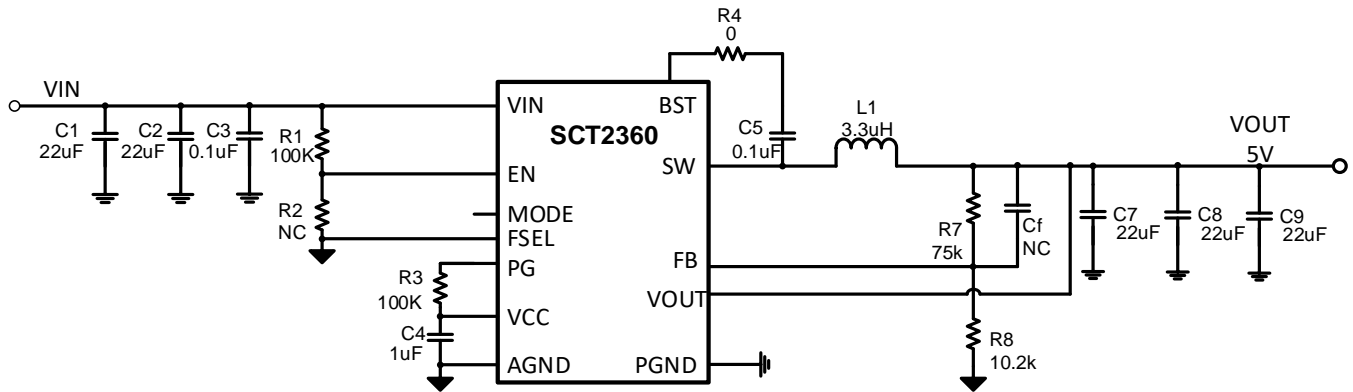 R4
0
VIN
C1
22uF
C2
22uF
C3
0.1uF
R1
100K
R2
NC
R3
100K
C4
1uF
VIN
BST
SCT2360
EN
SW
MODE
FSEL
PG
FB
VOUT
VCC
AGND
PGND
C5
0.1uF
L1
3.3uH
VOUT
5V
R7
75k
Cf
NC
C7
22uF
C8
22uF
C9
22uF
R8
10.2k